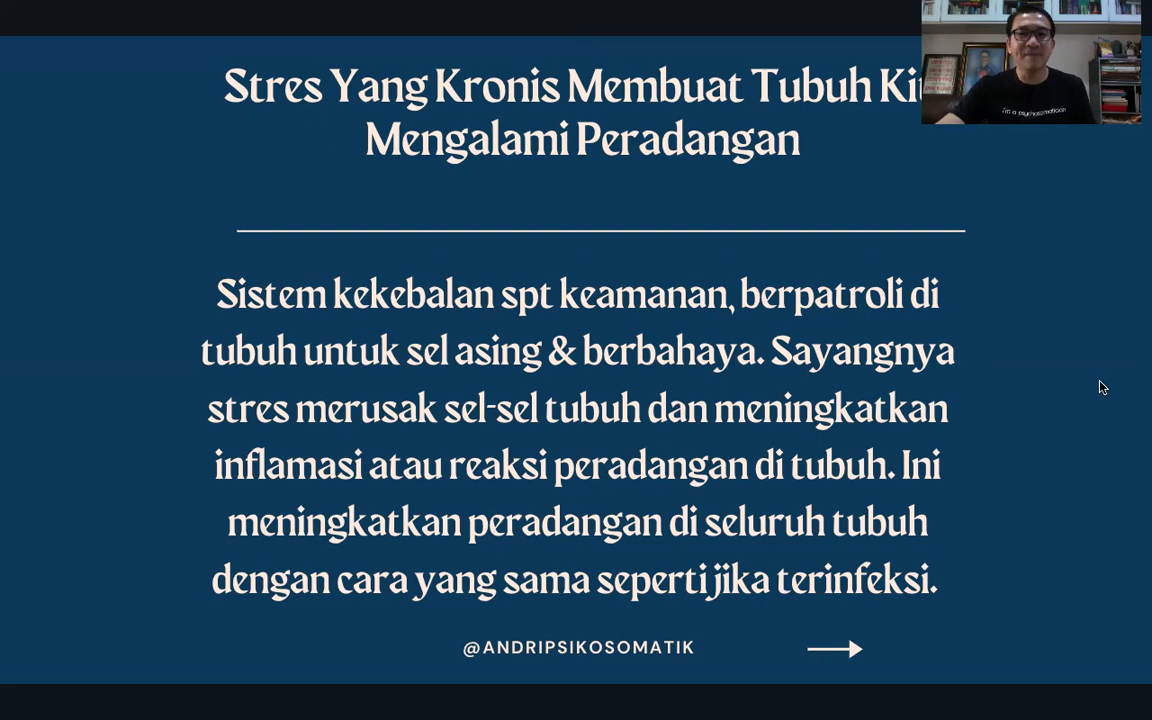 Stres Yang Kronis Membuat Tubuh
Mengalami Peradangan
i'm a psychosomatician
Sistem kekebalan spt keamanan, berpatroli di
tubuh untuk sel asing & berbahaya. Sayangnya
stres merusak sel-sel tubuh dan meningkatkan
inflamasi atau reaksi peradangan di tubuh. Ini
meningkatkan peradangan di seluruh tubuh
dengan cara yang sama seperti jika terinfeksi.
@ANDRIPSIKOSOMATIK